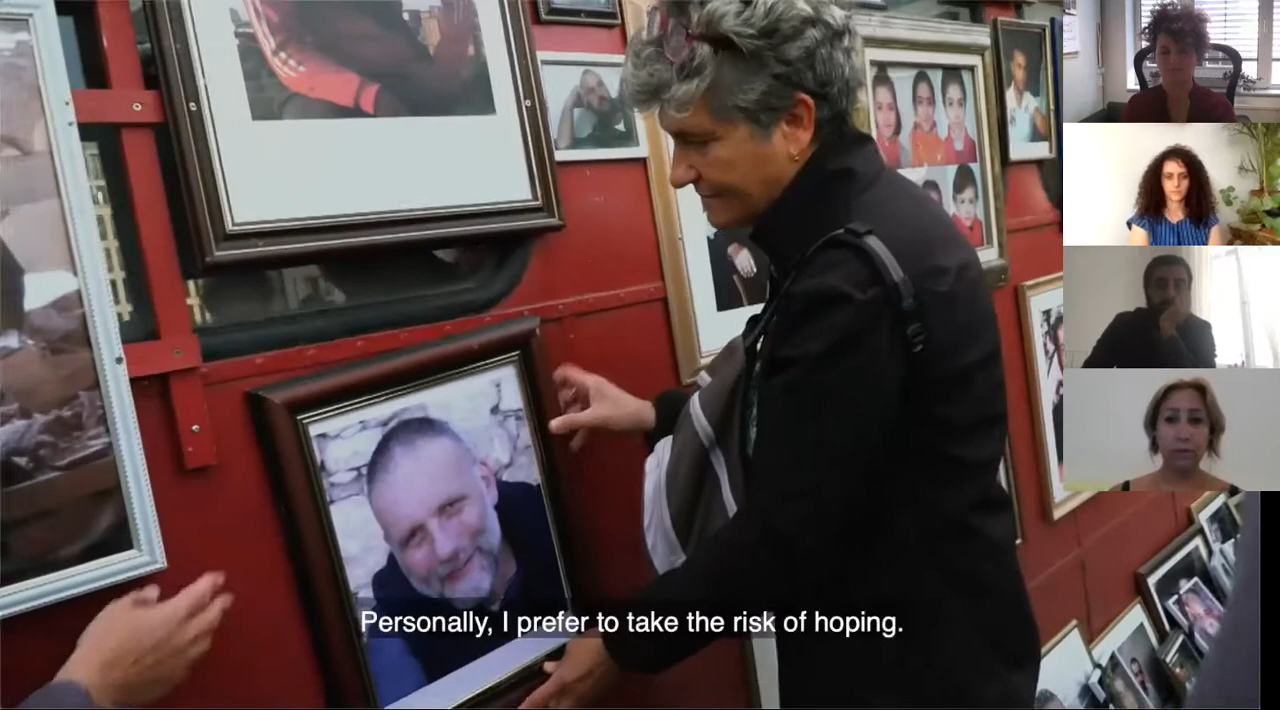 Personally, I prefer to take the risk of hoping.